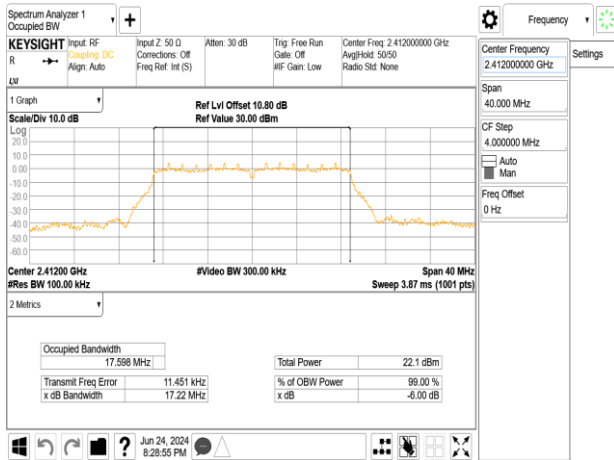 Spectrum Analyzer 1
Occupied BW
+
Frequency
KEYSIGHT
R
LXI
Input: RF
Coupling: DC
Align: Auto
Input Z: 50 Ω
Corrections: Off
Freq Ref: Int (S)
Atten: 30 dB
Trig: Free Run
Gate: Off
#IF Gain: Low
Center Freq: 2.412000000 GHz
Avg|Hold: 50/50
Radio Std: None
Center Frequency
2.412000000 GHz
Settings
Span
40.000 MHz
CF Step
4.000000 MHz
Auto
Man
Freq Offset
0 Hz
1 Graph
Scale/Div 10.0 dB
Ref Lvl Offset 10.80 dB
Ref Value 30.00 dBm
Log
20.0
10.0
0.00
-10.0
-20.0
-30.0
-40.0
-50.0
-60.0
Center 2.41200 GHz
#Res BW 100.00 kHz
#Video BW 300.00 kHz
Span 40 MHz
Sweep 3.87 ms (1001 pts)
2 Metrics
Occupied Bandwidth
17.598 MHz
Transmit Freq Error 11.451 kHz
x dB Bandwidth 17.22 MHz
Total Power 22.1 dBm
% of OBW Power 99.00 %
x dB -6.00 dB
?
Jun 24, 2024
8:28:55 PM